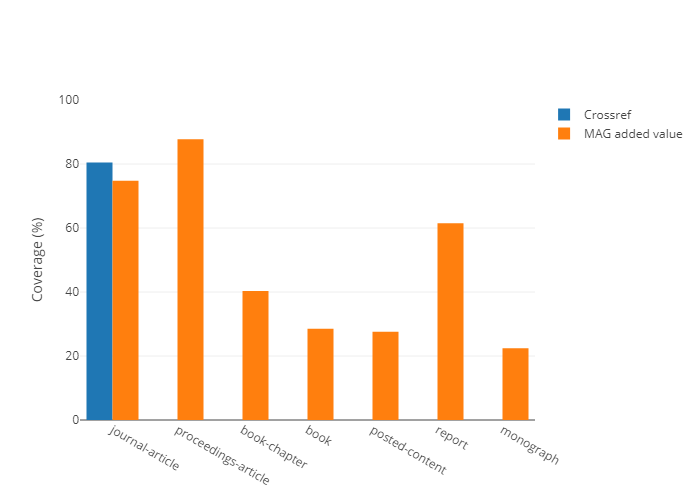 100
80
60
40
20
0
Coverage (%)
journal-article
proceedings-article
book-chapter
book
posted-content
report
monograph
Crossref
MAG added value